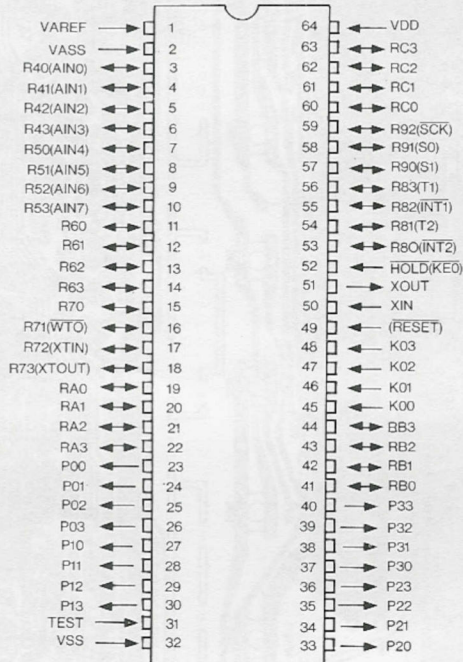 VAREF 1 64 VDD
VASS 2 63 RC3
R40(AIN0) 3 62 RC2
R41(AIN1) 4 61 RC1
R42(AIN2) 5 60 RC0
R43(AIN3) 6 59 R92(SCK)
R50(AIN4) 7 58 R91(S0)
R51(AIN5) 8 57 R90(S1)
R52(AIN6) 9 56 R83(T1)
R53(AIN7) 10 55 R82(INT1)
R60 11 54 R81(T2)
R61 12 53 R8O(INT2)
R62 13 52 HOLD(KE0)
R63 14 51 XOUT
R70 15 50 XIN
R71(WTO) 16 49 (RESET)
R72(XTIN) 17 48 K03
R73(XTOUT) 18 47 K02
RA0 19 46 K01
RA1 20 45 K00
RA2 21 44 BB3
RA3 22 43 RB2
P00 23 42 RB1
P01 24 41 RB0
P02 25 40 P33
P03 26 39 P32
P10 27 38 P31
P11 28 37 P30
P12 29 36 P23
P13 30 35 P22
TEST 31 34 P21
VSS 32 33 P20